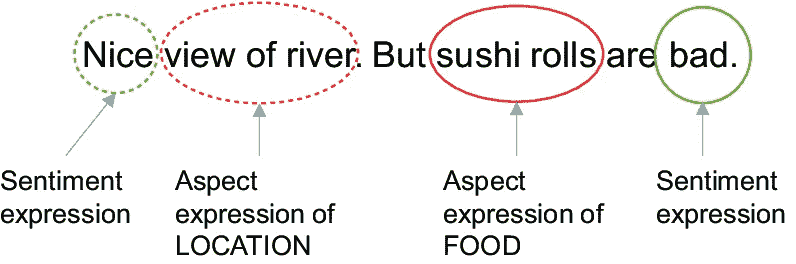 Nice view of river. But sushi rolls are bad.
Sentiment
expression
Aspect
expression of
LOCATION
Aspect
expression of
FOOD
Sentiment
expression